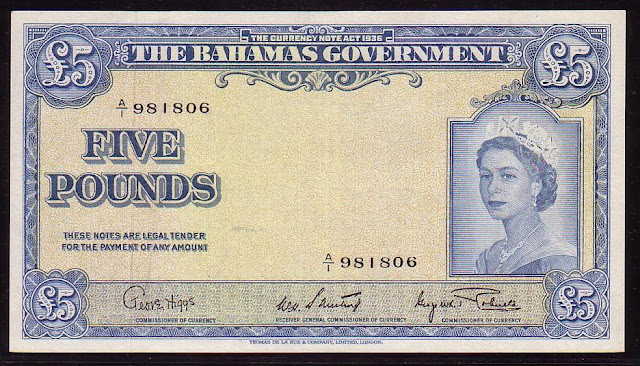 THE CURRENCY NOTE ACT 1936
£5 THE BAHAMAS GOVERNMENT £5
A/1 981806
FIVE
POUNDS
THESE NOTES ARE LEGAL TENDER
FOR THE PAYMENT OF ANY AMOUNT
A/1 981806
£5 £5
COMMISSIONER OF CURRENCY RECEIVER GENERAL COMMISSIONER OF CURRENCY COMMISSIONER OF CURRENCY
THOMAS DE LA RUE & COMPANY, LIMITED, LONDON.